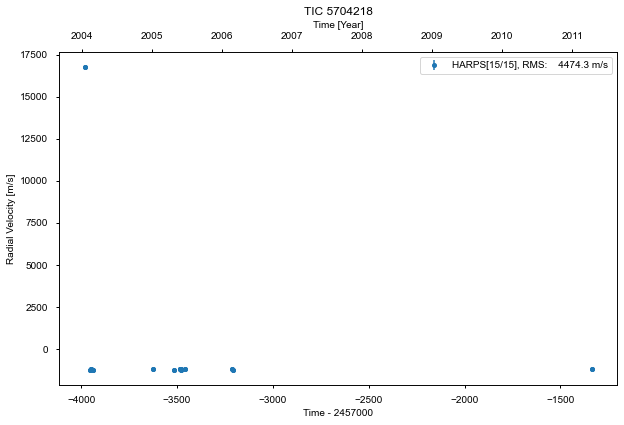 TIC 5704218
Time [Year]
2004 2005 2006 2007 2008 2009 2010 2011
HARPS[15/15], RMS: 4474.3 m/s
17500
15000
12500
10000
7500
5000
2500
0
Radial Velocity [m/s]
−4000 −3500 −3000 −2500 −2000 −1500
Time - 2457000